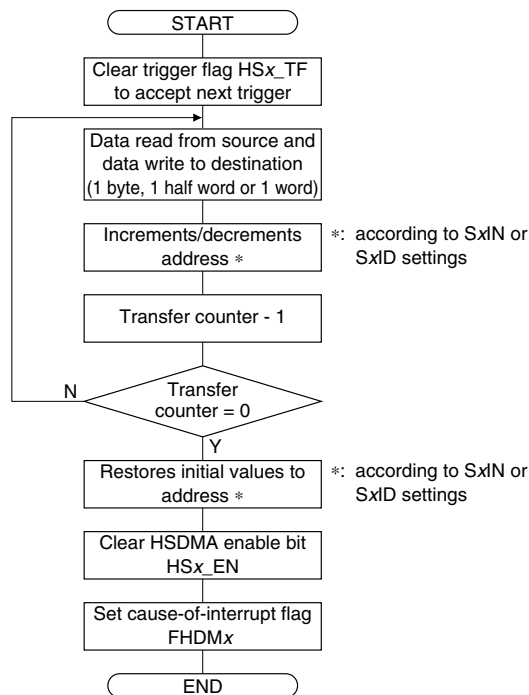 START
Clear trigger flag HSx_TF
to accept next trigger
Data read from source and
data write to destination
(1 byte, 1 half word or 1 word)
Increments/decrements
address *
*: according to SxIN or
SxID settings
Transfer counter - 1
N
Transfer
counter = 0
Y
Restores initial values to
address *
*: according to SxIN or
SxID settings
Clear HSDMA enable bit
HSx_EN
Set cause-of-interrupt flag
FHDMx
END